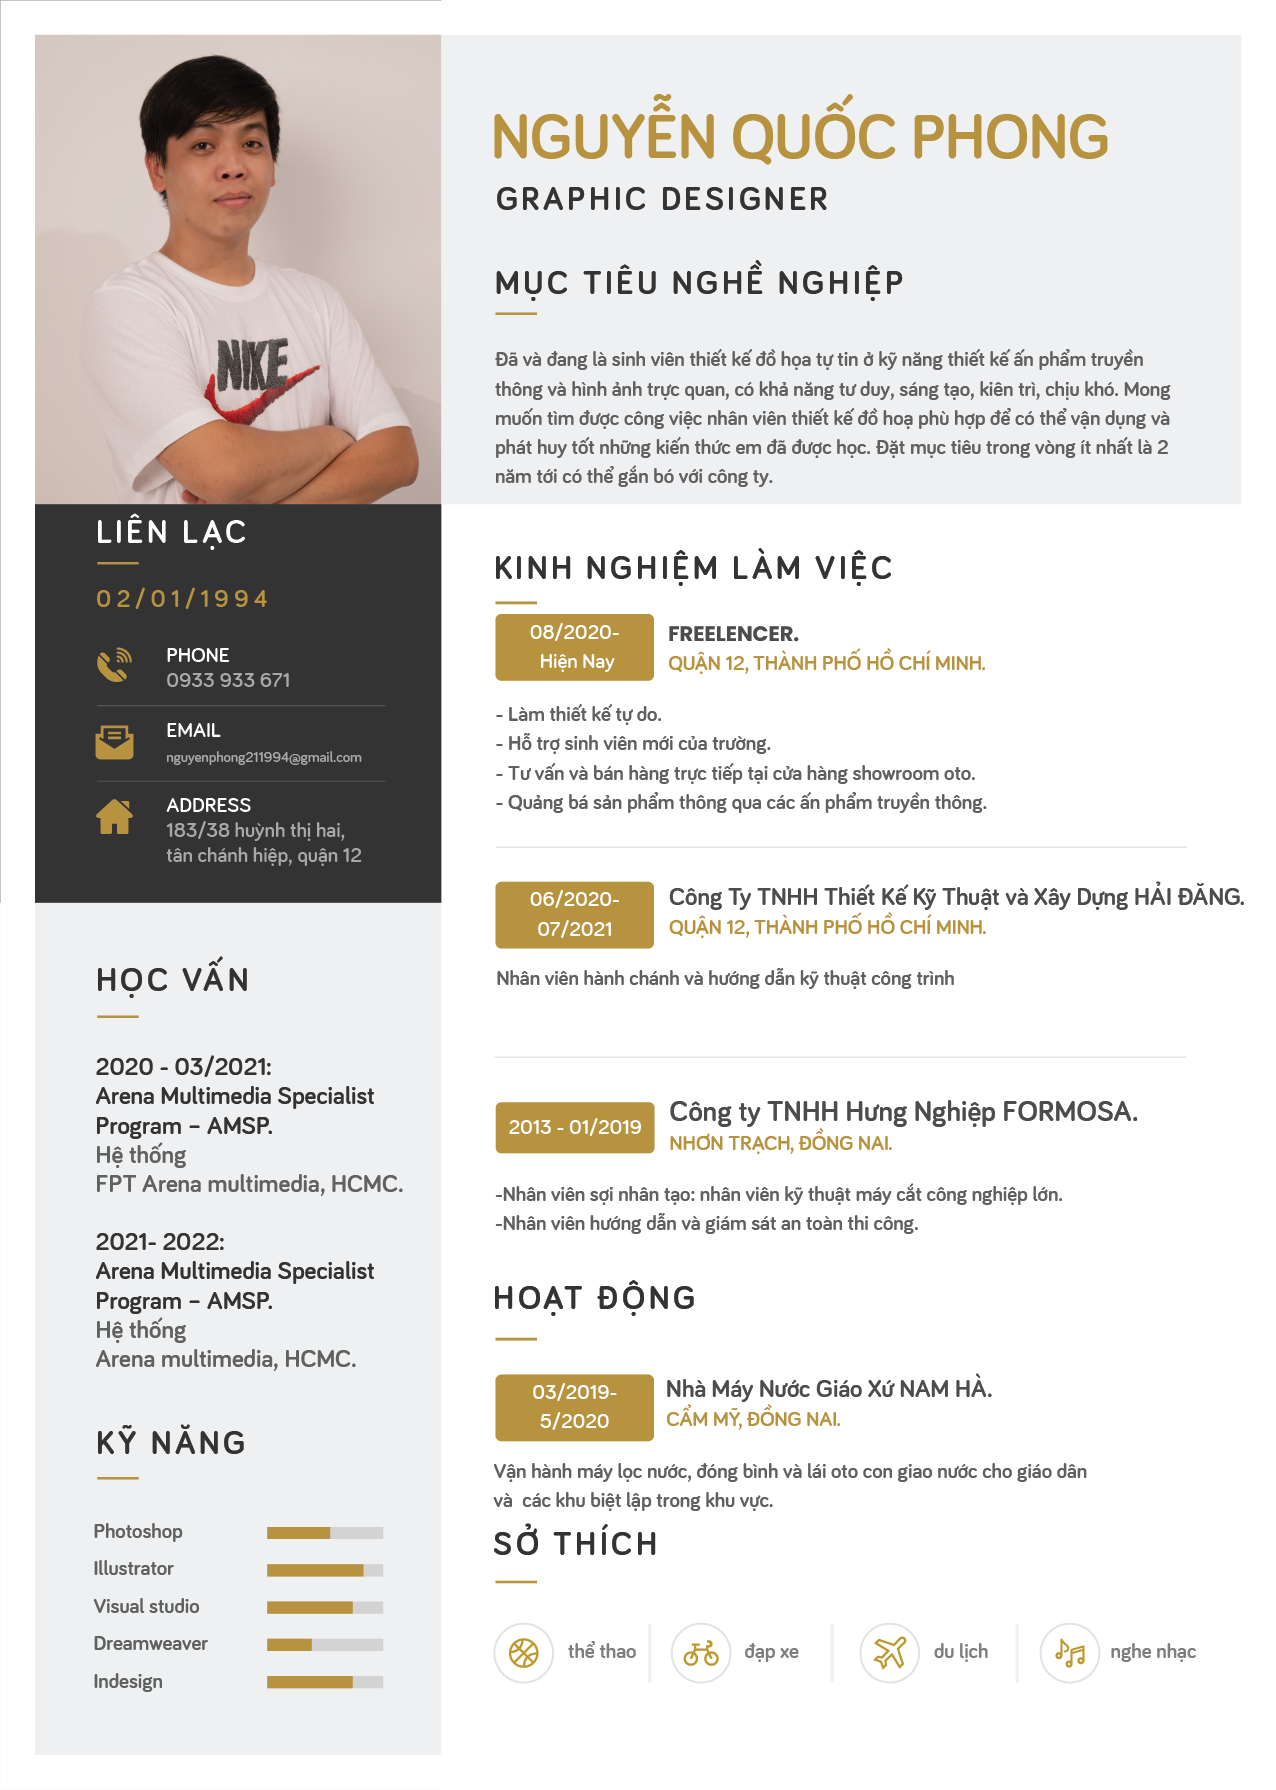 NGUYỄN QUỐC PHONG
GRAPHIC DESIGNER
MỤC TIÊU NGHỀ NGHIỆP
Đã và đang là sinh viên thiết kế đồ họa tự tin ở kỹ năng thiết kế ấn phẩm truyền
thông và hình ảnh trực quan, có khả năng tư duy, sáng tạo, kiên trì, chịu khó. Mong
muốn tìm được công việc nhân viên thiết kế đồ hoạ phù hợp để có thể vận dụng và
phát huy tốt những kiến thức em đã được học. Đặt mục tiêu trong vòng ít nhất là 2
năm tới có thể gắn bó với công ty.
NIKE
LIÊN LẠC
02/01/1994
PHONE
0933 933 671
EMAIL
nguyenphong211994@gmail.com
ADDRESS
183/38 huỳnh thị hai,
tân chánh hiệp, quận 12
HỌC VẤN
2020 - 03/2021:
Arena Multimedia Specialist
Program – AMSP.
Hệ thống
FPT Arena multimedia, HCMC.
2021- 2022:
Arena Multimedia Specialist
Program – AMSP.
Hệ thống
Arena multimedia, HCMC.
KỸ NĂNG
Photoshop
Illustrator
Visual studio
Dreamweaver
Indesign
KINH NGHIỆM LÀM VIỆC
08/2020-
Hiện Nay
FREELENCER.
QUẬN 12, THÀNH PHỐ HỒ CHÍ MINH.
- Làm thiết kế tự do.
- Hỗ trợ sinh viên mới của trường.
- Tư vấn và bán hàng trực tiếp tại cửa hàng showroom oto.
- Quảng bá sản phẩm thông qua các ấn phẩm truyền thông.
06/2020-
07/2021
Công Ty TNHH Thiết Kế Kỹ Thuật và Xây Dựng HẢI ĐĂNG.
QUẬN 12, THÀNH PHỐ HỒ CHÍ MINH.
Nhân viên hành chánh và hướng dẫn kỹ thuật công trình
2013 - 01/2019
Công ty TNHH Hưng Nghiệp FORMOSA.
NHƠN TRẠCH, ĐỒNG NAI.
-Nhân viên sợi nhân tạo: nhân viên kỹ thuật máy cắt công nghiệp lớn.
-Nhân viên hướng dẫn và giám sát an toàn thi công.
HOẠT ĐỘNG
03/2019-
5/2020
Nhà Máy Nước Giáo Xứ NAM HÀ.
CẨM MỸ, ĐỒNG NAI.
Vận hành máy lọc nước, đóng bình và lái oto con giao nước cho giáo dân
và  các khu biệt lập trong khu vực.
SỞ THÍCH
thể thao
đạp xe
du lịch
nghe nhạc